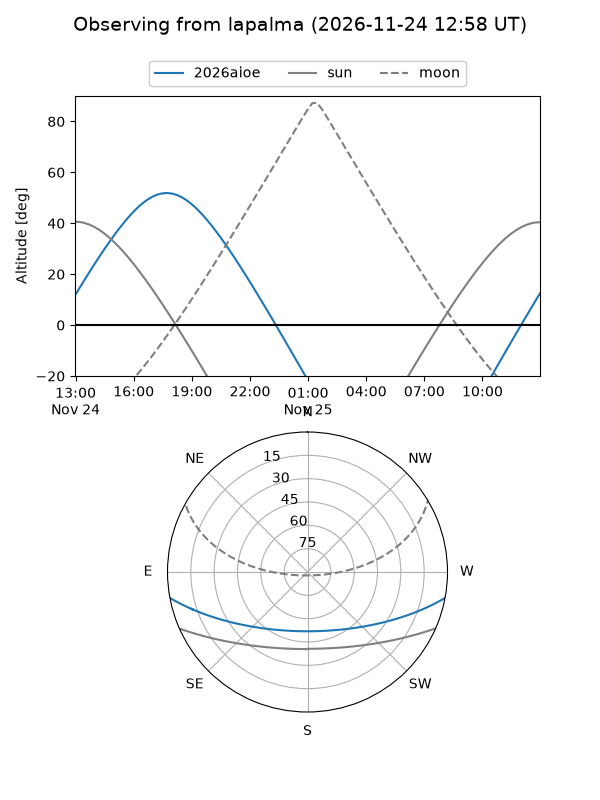 Observing from lapalma (2026-11-24 12:58 UT)
2026aioe sun moon
Altitude [deg]
80
60
40
20
0
−20
13:00 16:00 19:00 22:00 01:00 04:00 07:00 10:00
Nov 24 Nov 25
N
NE NW
15
30
45
60
75
E W
SE SW
S